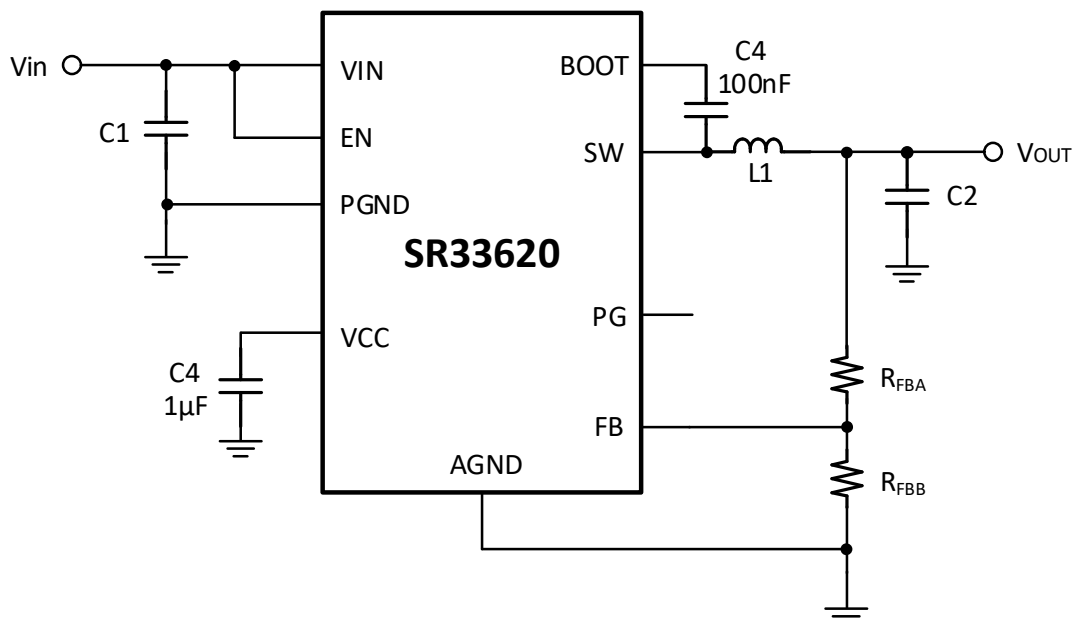 Vin
VIN
BOOT
C4
100nF
C1
EN
SW
L1
VOUT
C2
PGND
SR33620
PG
VCC
C4
1µF
RFBA
FB
AGND
RFBB